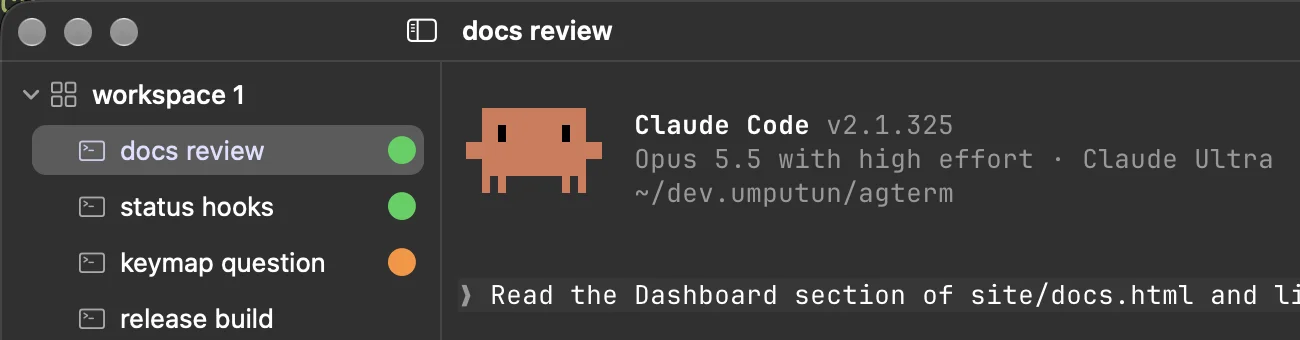 docs review
workspace 1
docs review
status hooks
keymap question
release build
Claude Code v2.1.325
Opus 5.5 with high effort · Claude Ultra
~/dev.umputun/agterm
❯ Read the Dashboard section of site/docs.html and li